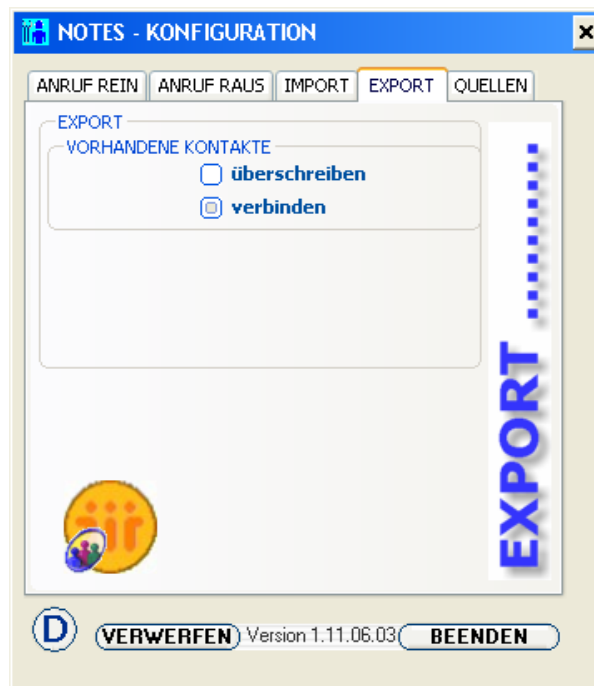 NOTES - KONFIGURATION
ANRUF REIN ANRUF RAUS IMPORT EXPORT QUELLEN
EXPORT
VORHANDENE KONTAKTE
überschreiben
verbinden
EXPORT ..........
D VERWERFEN Version 1.11.06.03 BEENDEN